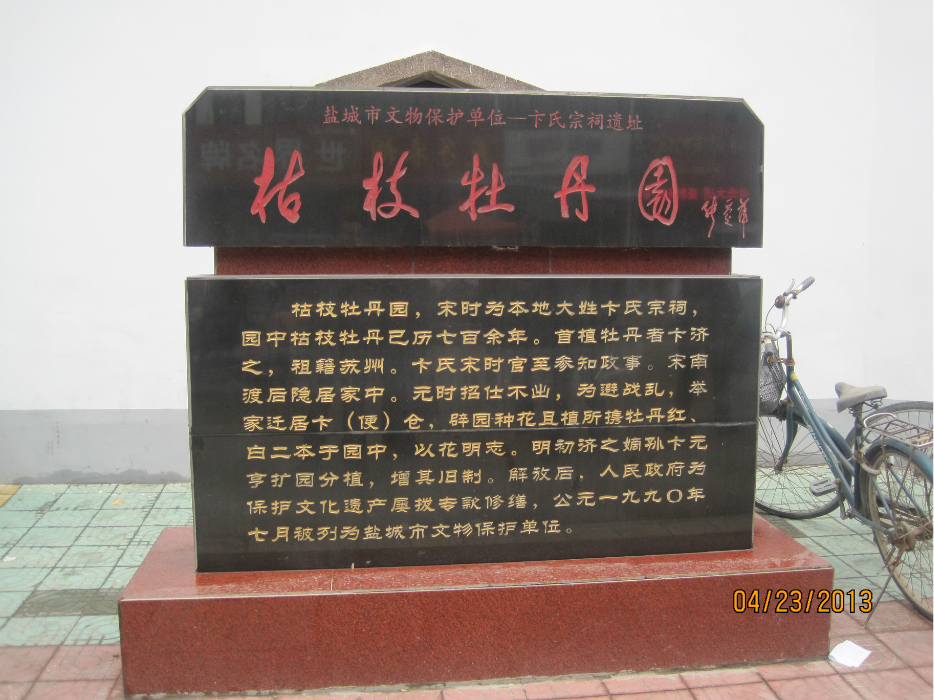 盐城市文物保护单位—卞氏宗祠遗址
枯枝牡丹园
枯枝牡丹园，宋时为本地大姓卞氏宗祠，
园中枯枝牡丹已历七百余年。首植牡丹者卞济
之，祖籍苏州。卞氏宋时官至参知政事。宋南
渡后隐居家中。元时招仕不出，为避战乱，举
家迁居卞（便）仓，辟园种花且植所携牡丹红、
白二本于园中，以花明志。明初济之嫡孙卞元
亨扩园分植，增其旧制。解放后，人民政府为
保护文化遗产屡拨专款修缮，公元一九九〇年
七月被列为盐城市文物保护单位。
04/23/2013